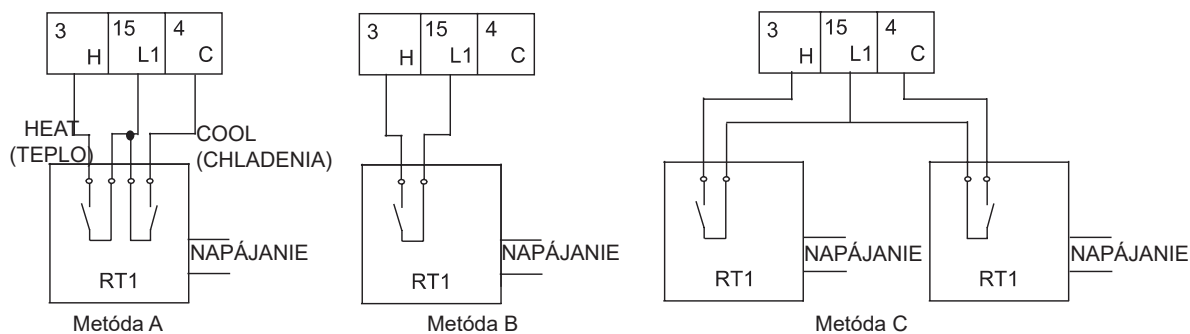 3 15 4
H L1 C
HEAT
(TEPLO)
COOL
(CHLADENIA)
NAPÁJANIE
RT1
Metóda A
3 15 4
H L1 C
NAPÁJANIE
RT1
Metóda B
3 15 4
H L1 C
NAPÁJANIE
RT1
NAPÁJANIE
RT1
Metóda C